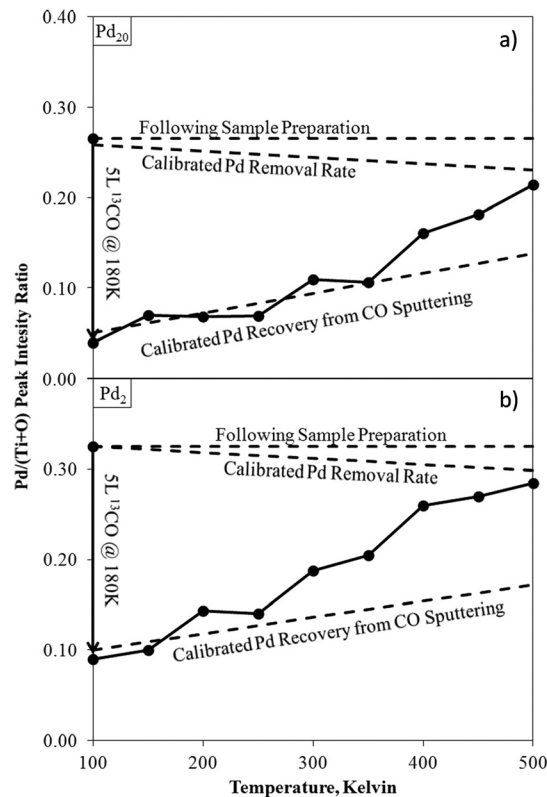 0.40
Pd20
a)
Following Sample Preparation
0.30
Calibrated Pd Removal Rate
5L 13CO @ 180K
0.20
0.10
Calibrated Pd Recovery from CO Sputtering
0.00
Pd/(Ti+O) Peak Intesity Ratio
Pd2
b)
Following Sample Preparation
0.30
Calibrated Pd Removal Rate
5L 13CO @ 180K
0.20
0.10
Calibrated Pd Recovery from CO Sputtering
0.00
100 200 300 400 500
Temperature, Kelvin